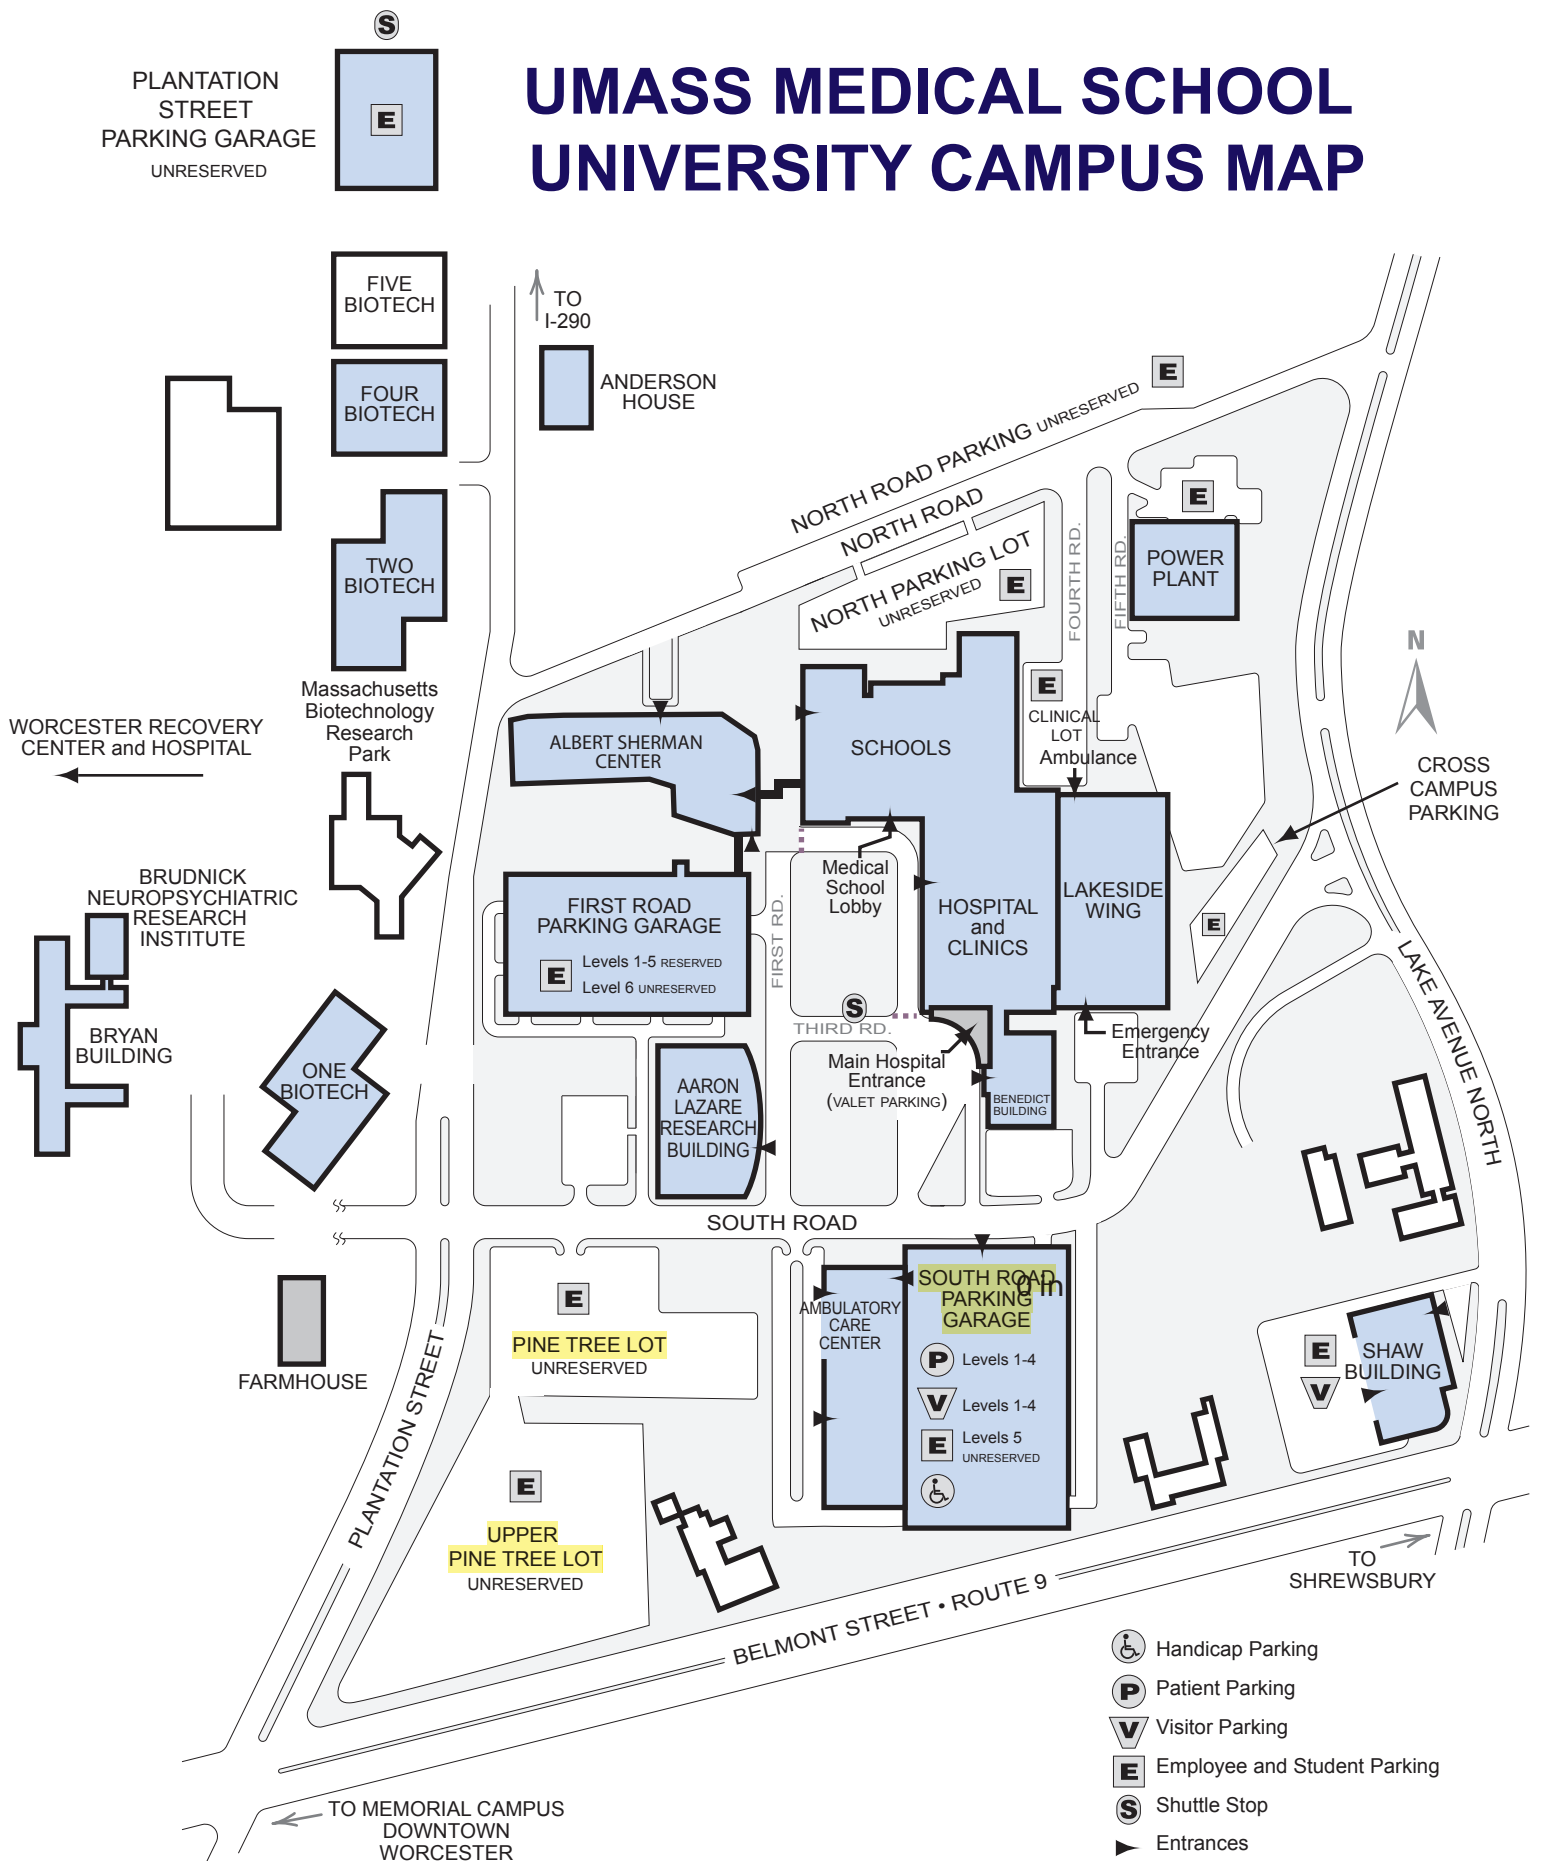 S
PLANTATION
STREET
PARKING GARAGE
UNRESERVED
E
UMASS MEDICAL SCHOOL
UNIVERSITY CAMPUS MAP
FIVE
BIOTECH
TO
I-290
FOUR
BIOTECH
ANDERSON
HOUSE
E
NORTH ROAD PARKING UNRESERVED
NORTH ROAD
NORTH PARKING LOT
UNRESERVED
E
FOURTH RD.
FIFTH RD.
E
POWER
PLANT
TWO
BIOTECH
N
Massachusetts
Biotechnology
Research
Park
WORCESTER RECOVERY
CENTER and HOSPITAL
ALBERT SHERMAN
CENTER
SCHOOLS
E
CLINICAL
LOT
Ambulance
CROSS
CAMPUS
PARKING
BRUDNICK
NEUROPSYCHIATRIC
RESEARCH
INSTITUTE
FIRST ROAD
PARKING GARAGE
E
Levels 1-5 RESERVED
Level 6 UNRESERVED
FIRST RD.
Medical
School
Lobby
HOSPITAL
and
CLINICS
LAKESIDE
WING
E
LAKE AVENUE NORTH
S
THIRD RD.
BRYAN
BUILDING
ONE
BIOTECH
AARON
LAZARE
RESEARCH
BUILDING
Main Hospital
Entrance
(VALET PARKING)
BENEDICT
BUILDING
Emergency
Entrance
SOUTH ROAD
FARMHOUSE
PLANTATION STREET
E
PINE TREE LOT
UNRESERVED
E
UPPER
PINE TREE LOT
UNRESERVED
AMBULATORY
CARE
CENTER
SOUTH ROAD
0 in
PARKING
GARAGE
P Levels 1-4
V Levels 1-4
E Levels 5
UNRESERVED
E
V
SHAW
BUILDING
BELMONT STREET • ROUTE 9
TO
SHREWSBURY
TO MEMORIAL CAMPUS
DOWNTOWN
WORCESTER
Handicap Parking
P Patient Parking
V Visitor Parking
E Employee and Student Parking
S Shuttle Stop
Entrances